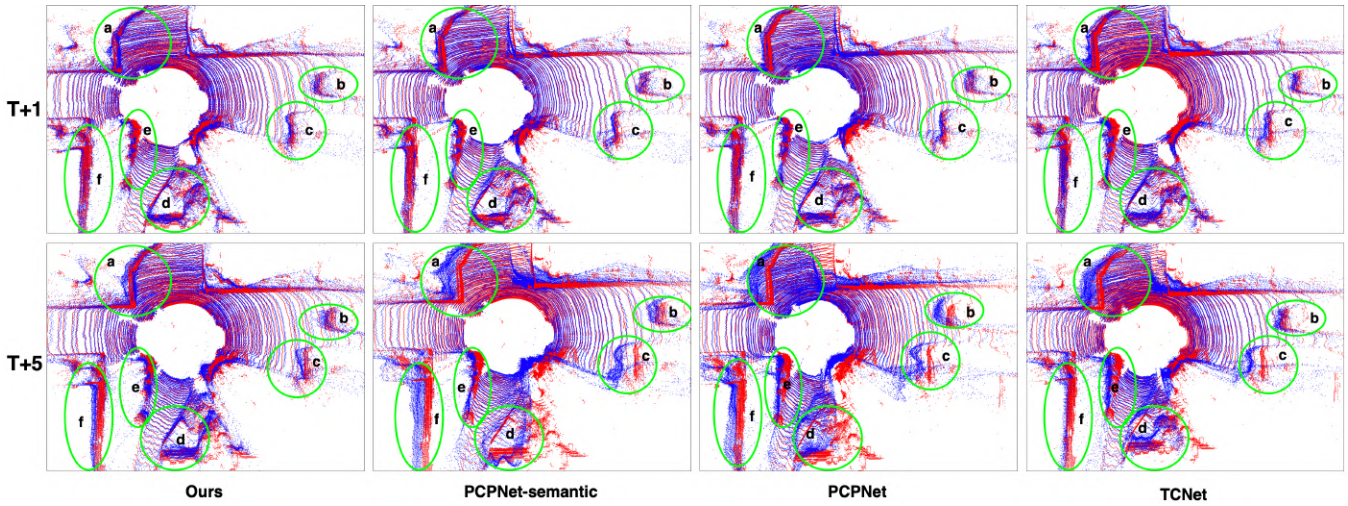 a a a a
b b b b
T+1
c c c c
e e e e
f f f f
d d d d
a a a a
b b b b
T+5
c c c c
e e e e
f f f f
d d d d
Ours PCPNet-semantic PCPNet TCNet